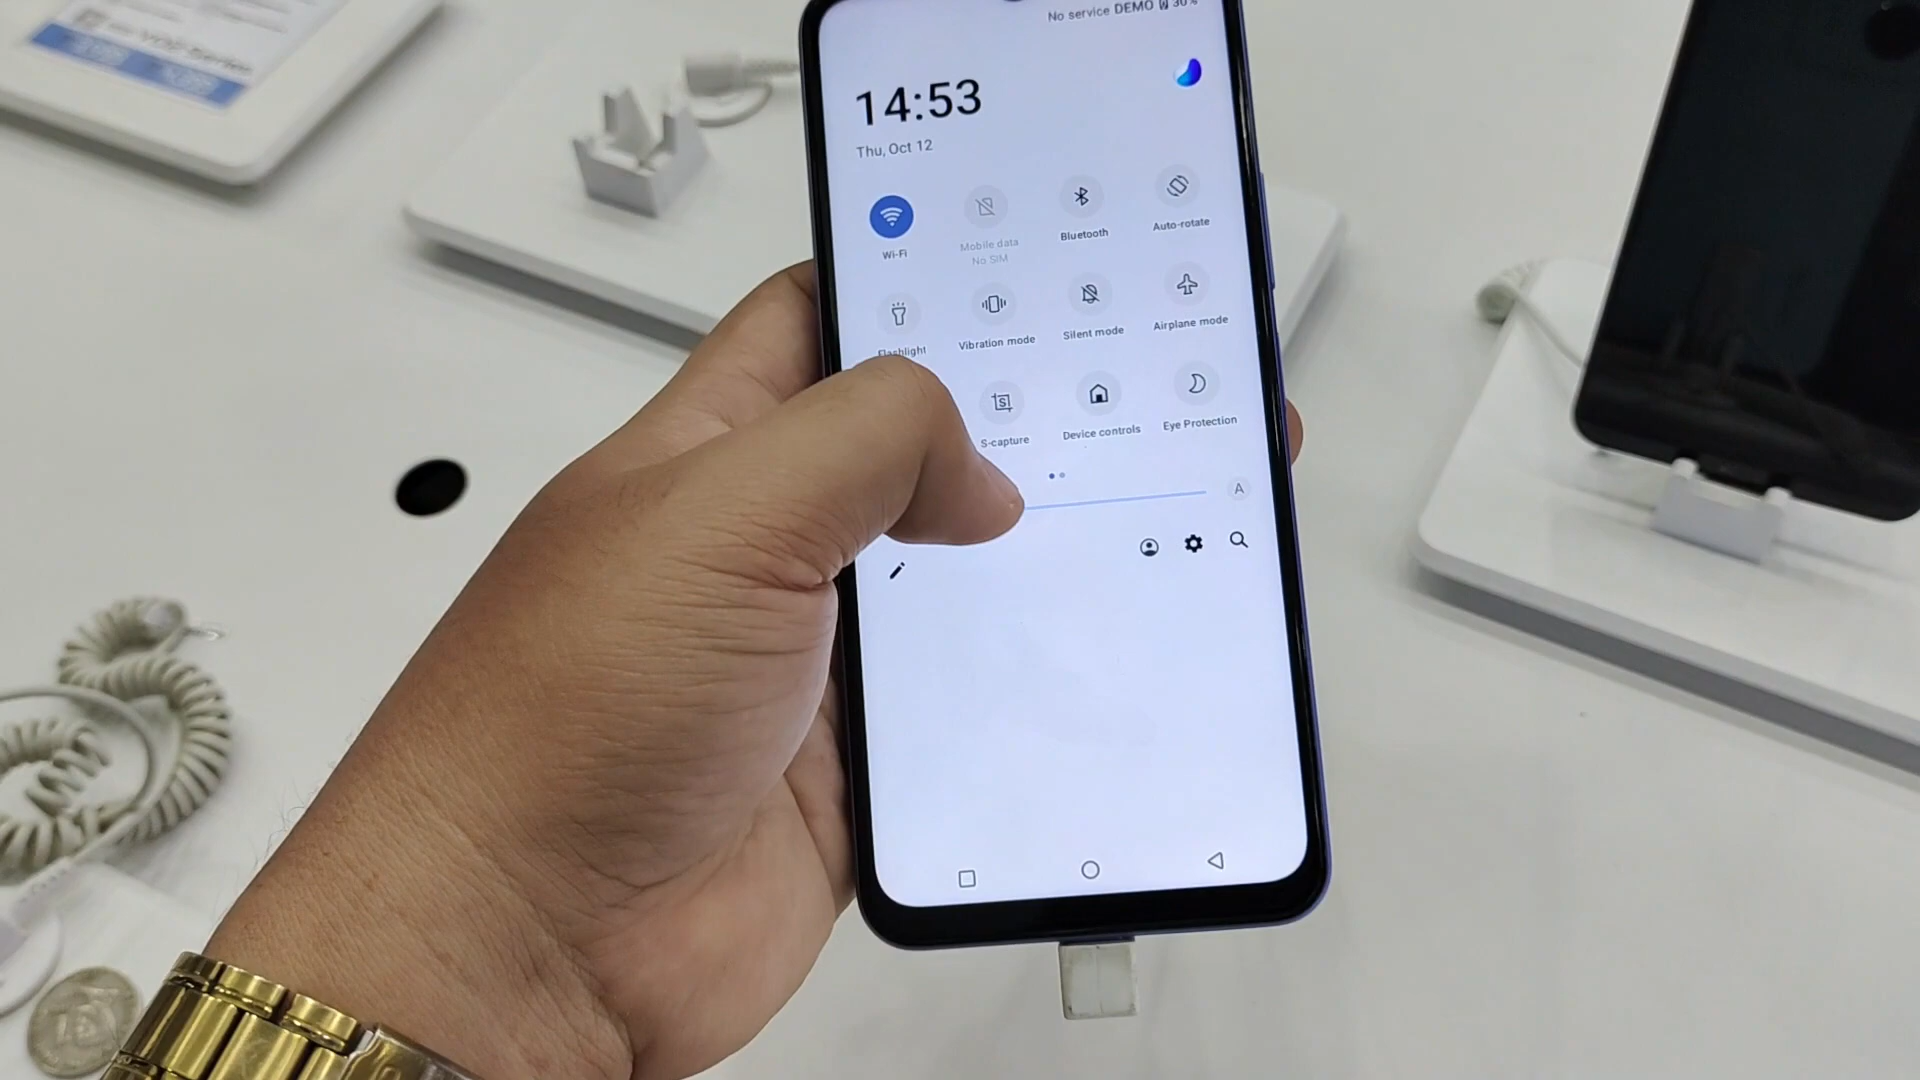 No service DEMO 30%
14:53
Thu, Oct 12
Wi-Fi
Mobile data
No SIM
Bluetooth
Auto-rotate
Flashlight
Vibration mode
Silent mode
Airplane mode
S-capture
Device controls
Eye Protection
A